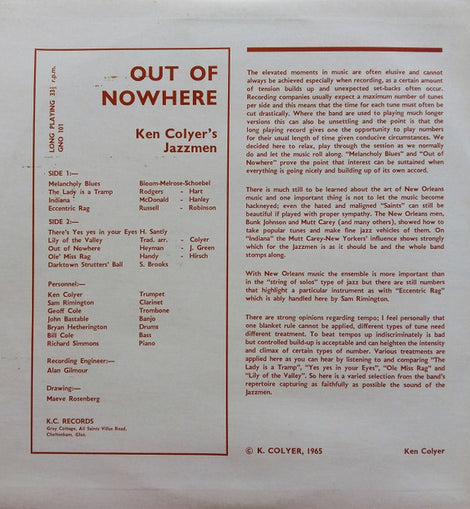 LONG PLAYING 33⅓ r.p.m.
GNO 101
OUT OF
NOWHERE
Ken Colyer's
Jazzmen
SIDE 1:—
Melancholy Blues Bloom-Melrose-Schoebel
The Lady is a Tramp Rodgers - Hart
Indiana McDonald - Hanley
Eccentric Rag Russell - Robinson
SIDE 2:—
There's Yes yes in your Eyes H. Santly
Lily of the Valley Trad. arr. - Colyer
Out of Nowhere Heyman - J. Green
Ole' Miss Rag Handy - Hirsch
Darktown Strutters' Ball S. Brooks
Personnel:—
Ken Colyer Trumpet
Sam Rimington Clarinet
Geoff Cole Trombone
John Bastable Banjo
Bryan Hetherington Drums
Bill Cole Bass
Richard Simmons Piano
Recording Engineer:—
Alan Gilmour
Drawing:—
Maeve Rosenberg
K.C. RECORDS
Grey Cottage, All Saints Villas Road,
Cheltenham, Glos.
The elevated moments in music are often elusive and cannot
always be achieved especially when recording, as a certain amount
of tension builds up and unexpected set-backs often occur.
Recording companies usually expect a maximum number of tunes
per side and this means that the time for each tune must often be
cut drastically. Where the band are used to playing much longer
versions this can also be unsettling and the point is that the
long playing record gives one the opportunity to play numbers
for their usual length of time given conducive circumstances. We
decided here to relax, play through the session as we normally
do and let the music roll along. "Melancholy Blues" and "Out of
Nowhere" prove the point that interest can be sustained when
everything is going nicely and building up of its own accord.
There is much still to be learned about the art of New Orleans
music and one important thing is not to let the music become
hackneyed; even the hated and maligned "Saints" can still be
beautiful if played with proper sympathy. The New Orleans men,
Bunk Johnson and Mutt Carey (and many others), showed how to
take popular tunes and make fine jazz vehicles of them. On
"Indiana" the Mutt Carey-New Yorkers' influence shows strongly
which for the Jazzmen is as it should be and the whole band
stomps along.
With New Orleans music the ensemble is more important than
in the "string of solos" type of jazz but there are still numbers
that highlight a particular instrument as with "Eccentric Rag"
which is ably handled here by Sam Rimington.
There are strong opinions regarding tempo; I feel personally that
one blanket rule cannot be applied, different types of tune need
different treatment. To beat up tempos indiscriminately is bad
but controlled build-up is acceptable and can heighten the intensity
and climax of certain types of number. Various treatments are
applied here as you can hear by listening to and comparing "The
Lady is a Tramp", "Yes yes in your Eyes", "Ole Miss Rag" and
"Lily of the Valley". So here is a varied selection from the band's
repertoire capturing as faithfully as possible the sound of the
Jazzmen.
© K. COLYER, 1965 Ken Colyer